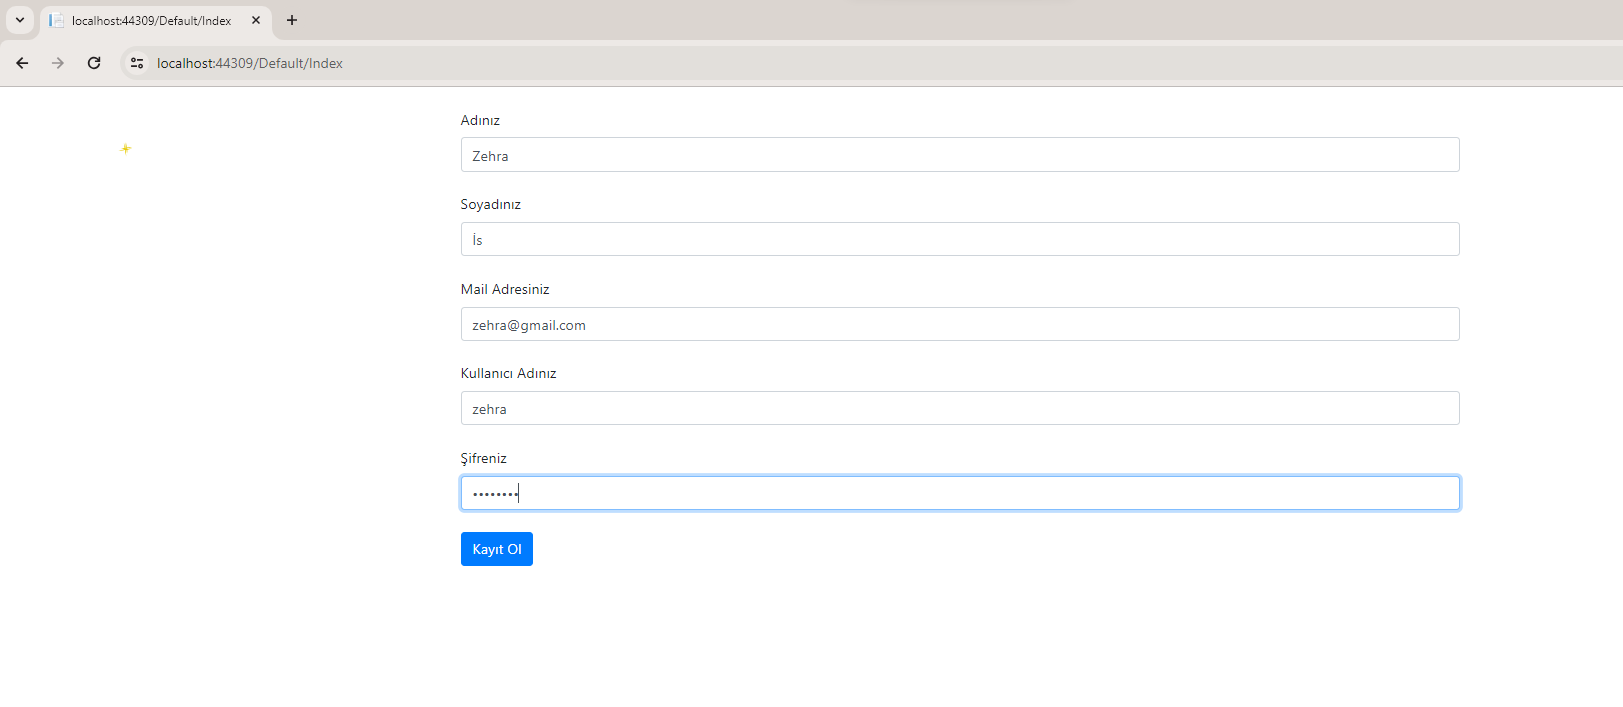 localhost:44309/Default/Index
localhost:44309/Default/Index
Adınız
Zehra
Soyadınız
İs
Mail Adresiniz
zehra@gmail.com
Kullanıcı Adınız
zehra
Şifreniz
••••••••
Kayıt Ol